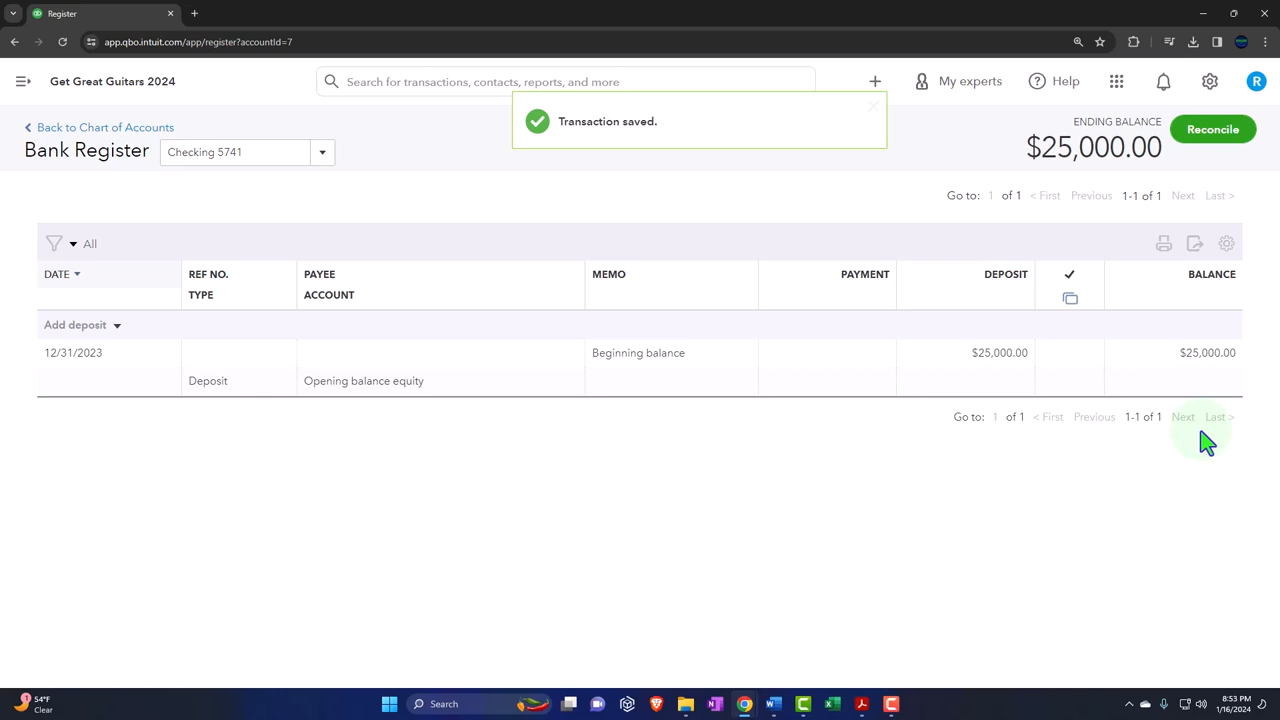 Register
app.qbo.intuit.com/app/register?accountId=7
Get Great Guitars 2024
Search for transactions, contacts, reports, and more
My experts
Help
R
Transaction saved.
Back to Chart of Accounts
Bank Register
Checking 5741
ENDING BALANCE
$25,000.00
Reconcile
Go to: 1 of 1 < First Previous 1-1 of 1 Next Last >
All
DATE REF NO. PAYEE MEMO PAYMENT DEPOSIT BALANCE
TYPE ACCOUNT
Add deposit
12/31/2023 Beginning balance $25,000.00 $25,000.00
Deposit Opening balance equity
Go to: 1 of 1 < First Previous 1-1 of 1 Next Last >
1
54°F
Clear
Search
8:53 PM
1/16/2024